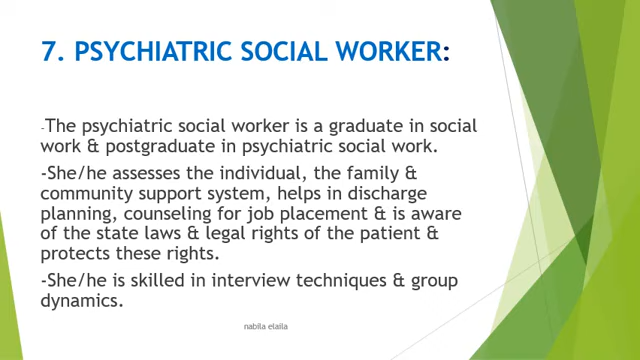 7. PSYCHIATRIC SOCIAL WORKER:
-The psychiatric social worker is a graduate in social
work & postgraduate in psychiatric social work.
-She/he assesses the individual, the family &
community support system, helps in discharge
planning, counseling for job placement & is aware
of the state laws & legal rights of the patient &
protects these rights.
-She/he is skilled in interview techniques & group
dynamics.
nabila elaila